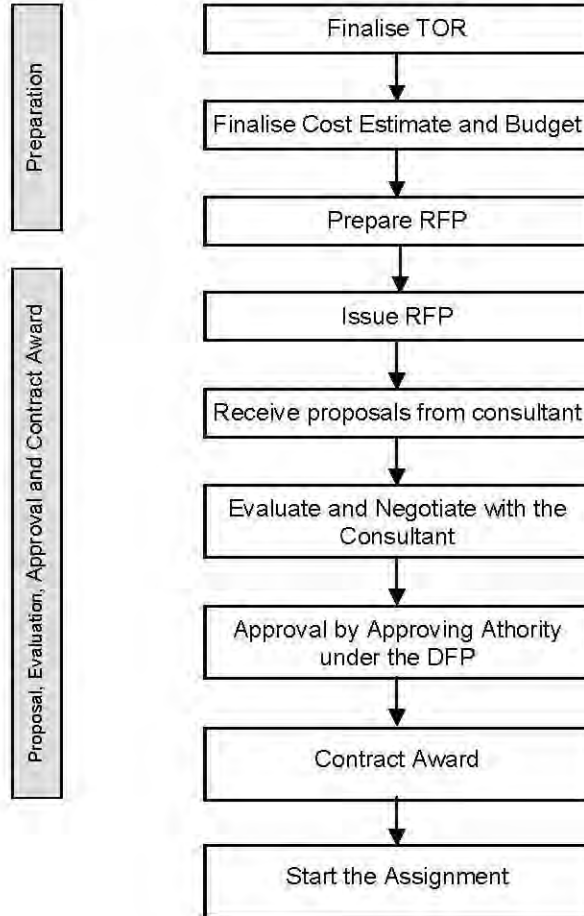 Preparation
Finalise TOR
Finalise Cost Estimate and Budget
Prepare RFP
Proposal, Evaluation, Approval and Contract Award
Issue RFP
Receive proposals from consultant
Evaluate and Negotiate with the
Consultant
Approval by Approving Athority
under the DFP
Contract Award
Start the Assignment